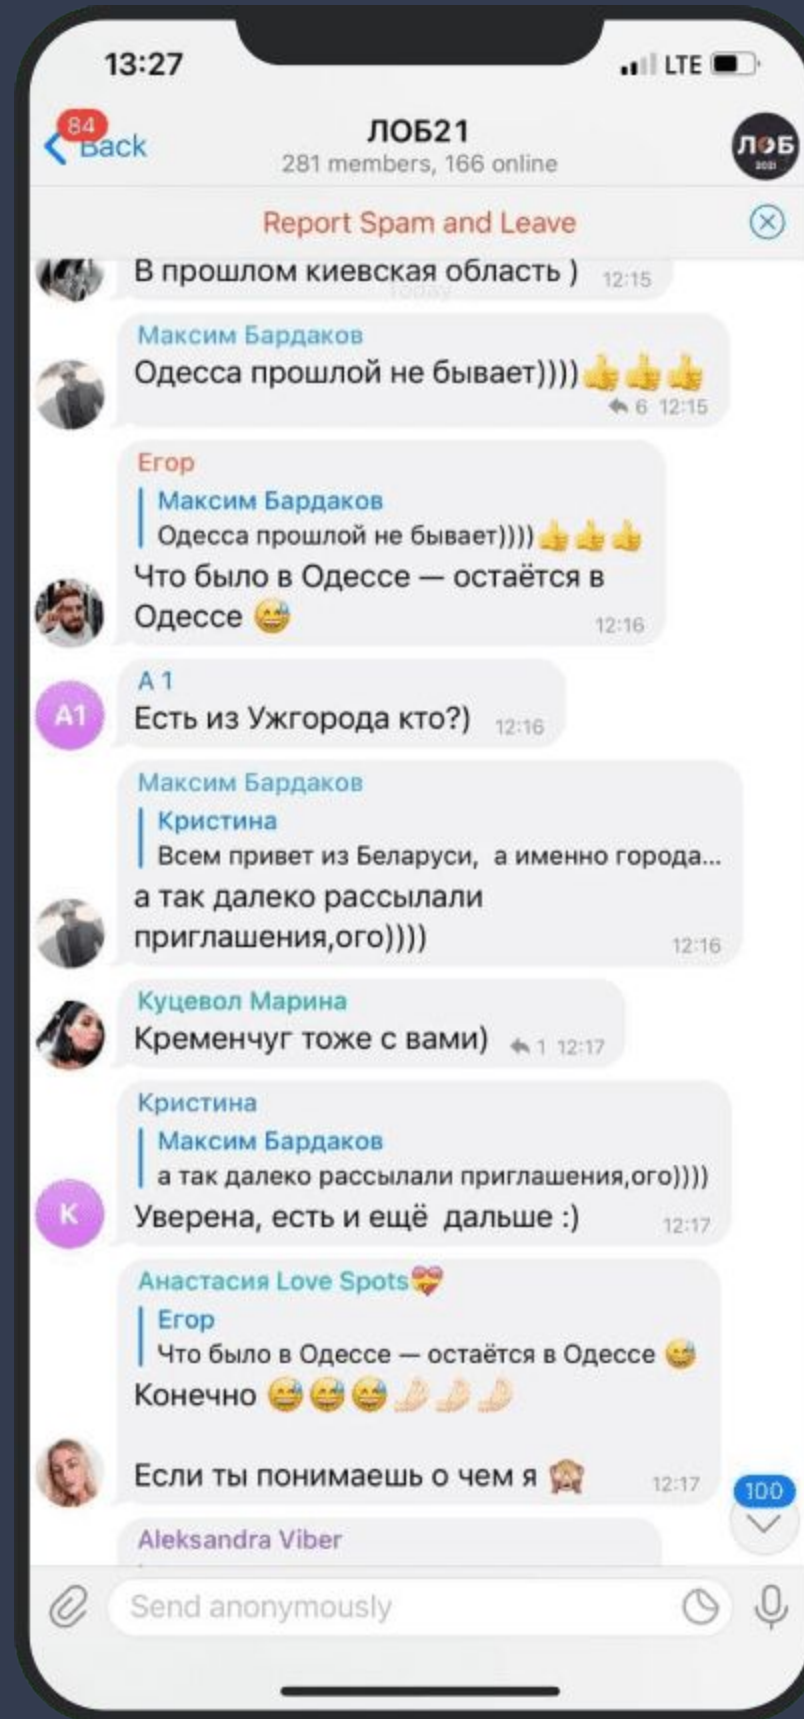 13:27
LTE
84
Back
ЛОБ21
281 members, 166 online
ЛОБ
2021
Report Spam and Leave
В прошлом киевская область ) 12:15
Today
Максим Бардаков
Одесса прошлой не бывает))))👍👍👍
6 12:15
Егор
Максим Бардаков
Одесса прошлой не бывает))))👍👍👍
Что было в Одессе — остаётся в
Одессе 😅 12:16
A 1
A1
Есть из Ужгорода кто?) 12:16
Максим Бардаков
Кристина
Всем привет из Беларуси, а именно города...
а так далеко рассылали
приглашения,ого)))) 12:16
Куцевол Марина
Кременчуг тоже с вами) 1 12:17
Кристина
Максим Бардаков
а так далеко рассылали приглашения,ого))))
К
Уверена, есть и ещё дальше :) 12:17
Анастасия Love Spots💝
Егор
Что было в Одессе — остаётся в Одессе 😅
Конечно 😅😅😅🤌🏻🤌🏻🤌🏻
Если ты понимаешь о чем я 🙈 12:17
100
Aleksandra Viber
Send anonymously